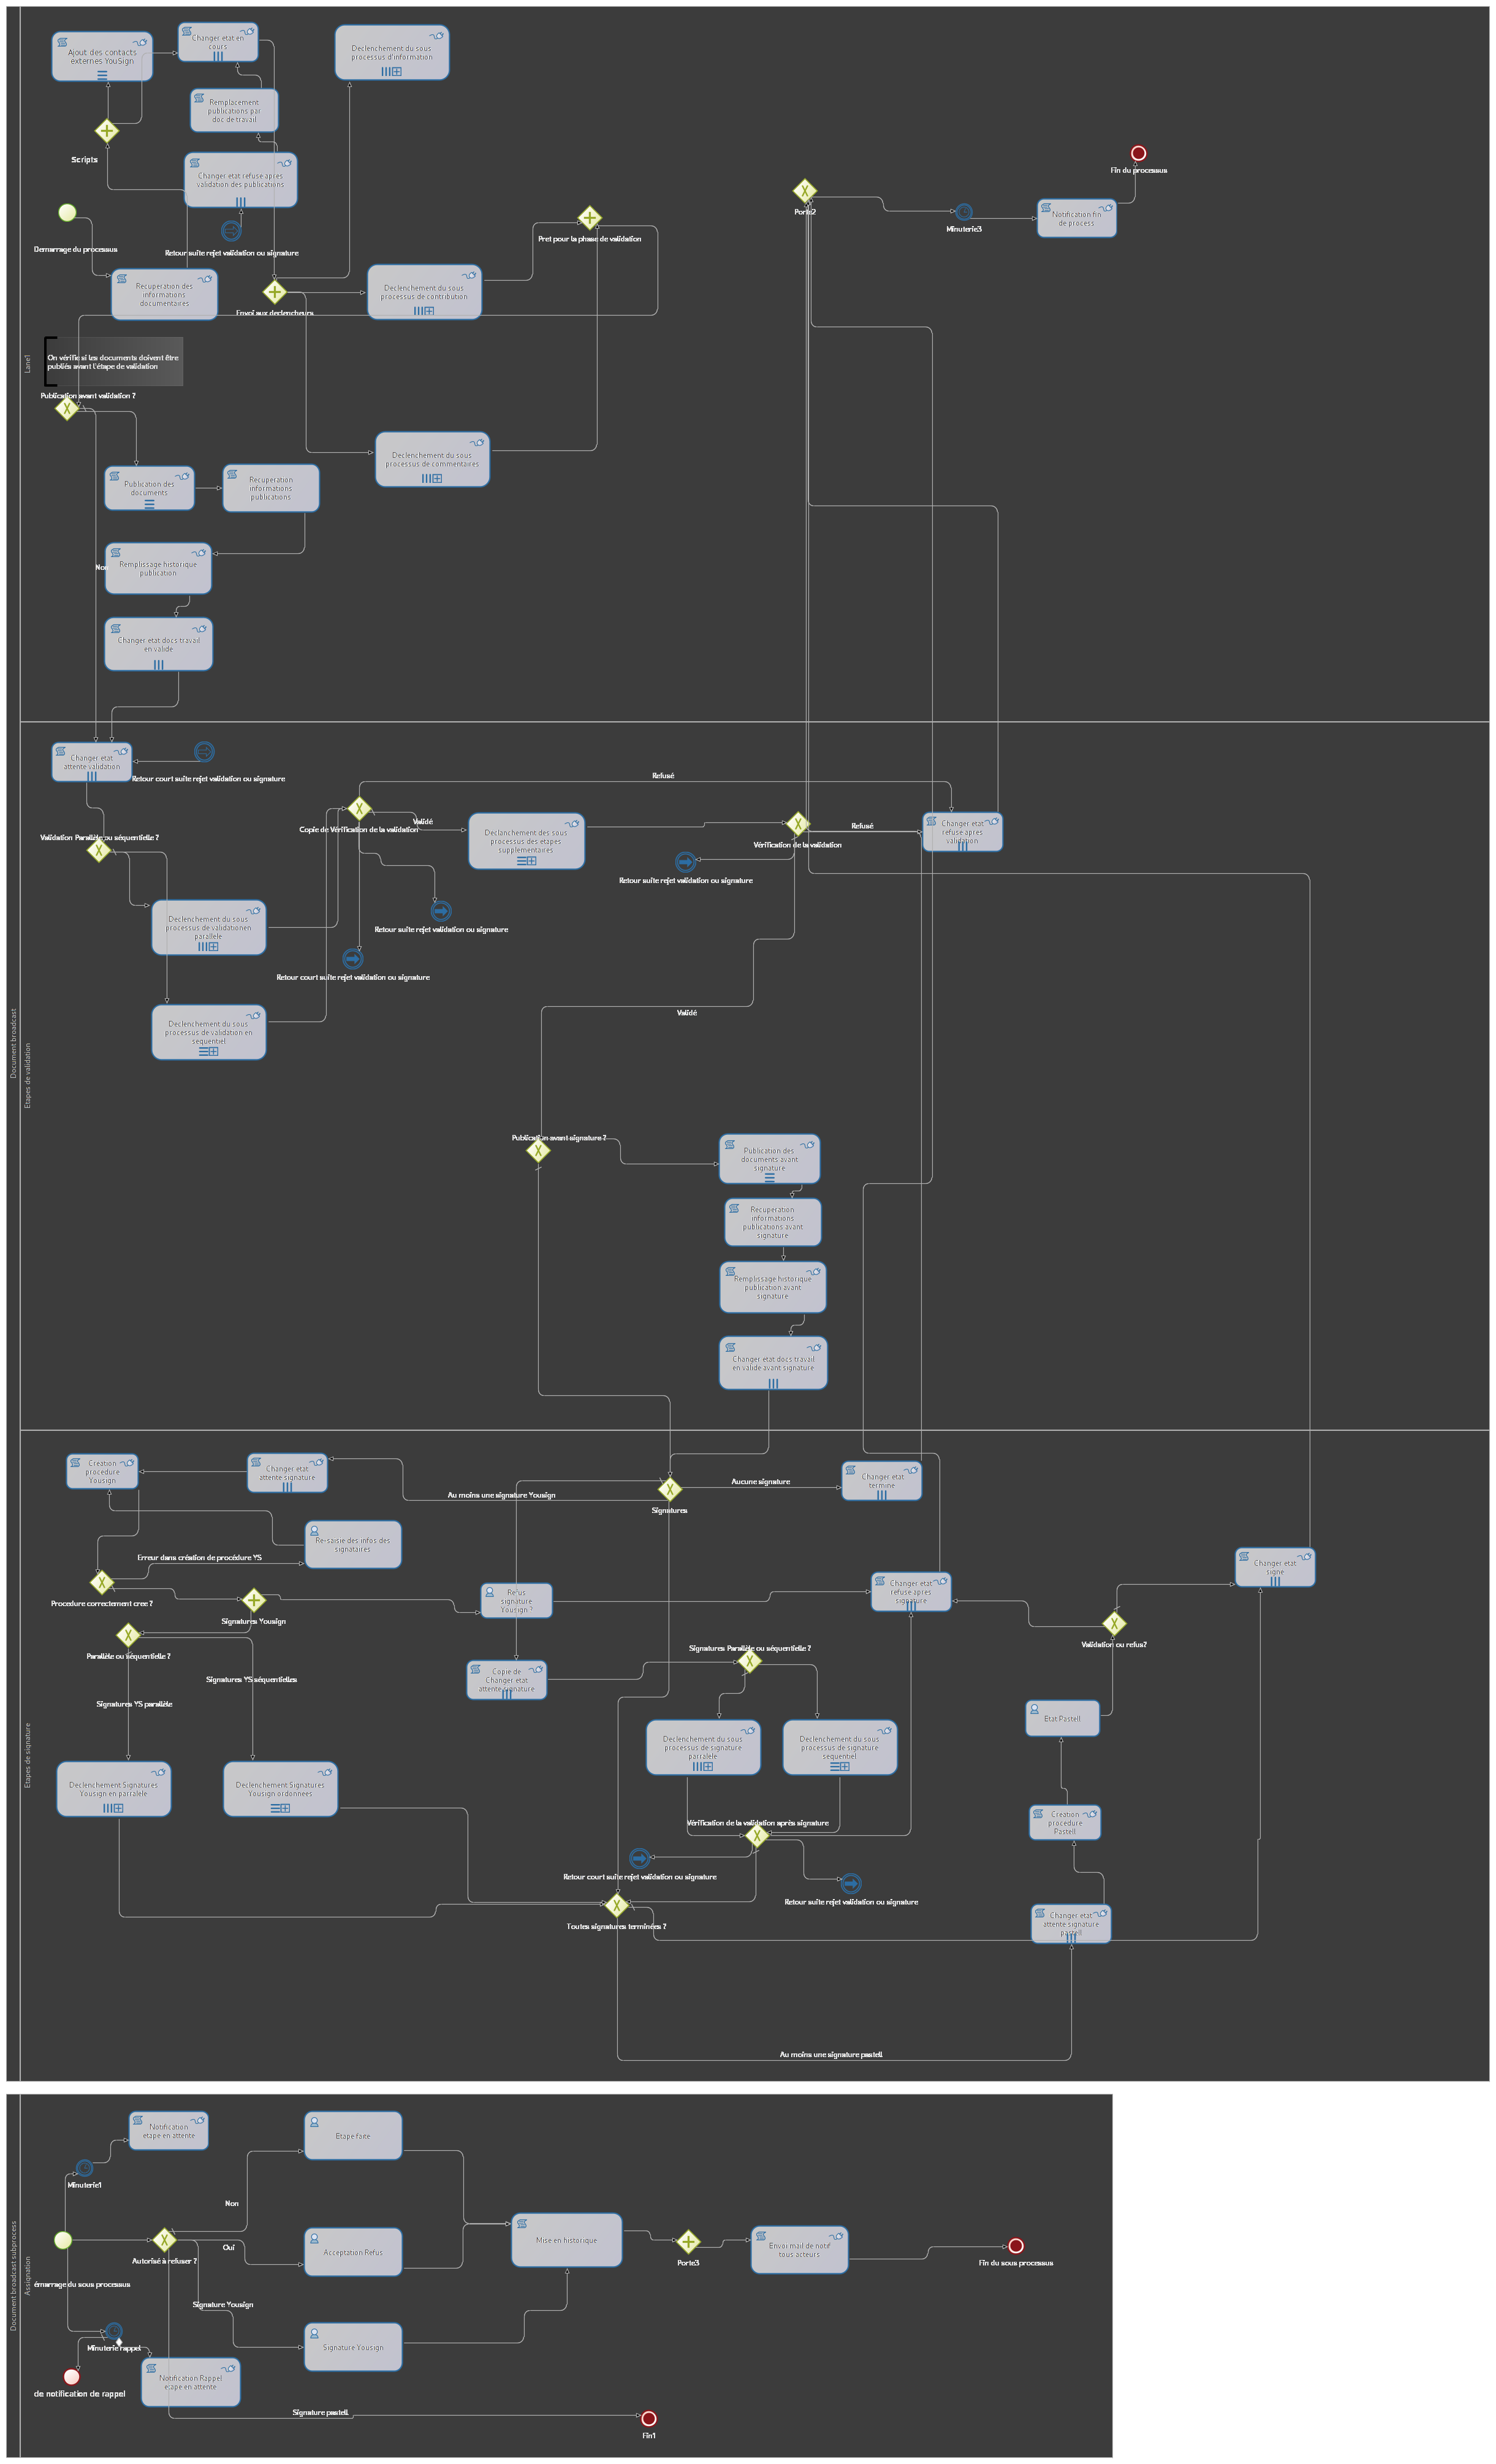 Document broadcast
Lane1
Ajout des contacts
externes YouSign
Changer etat en
cours
Declenchement du sous
processus d'information
Remplacement
publications par
doc de travail
Scripts
Changer etat refuse apres
validation des publications
Fin du processus
Porte2
Minuterie3
Notification fin
de process
Demarrage du processus
Retour suite rejet validation ou signature
Pret pour la phase de validation
Recuperation des
informations
documentaires
Envoi aux declencheurs
Declenchement du sous
processus de contribution
On vérifie si les documents doivent être
publiés avant l'étape de validation
Publication avant validation ?
Declenchement du sous
processus de commentaires
Publication des
documents
Recuperation
informations
publications
Non
Remplissage historique
publication
Changer etat docs travail
en valide
Etapes de validation
Changer etat
attente validation
Retour court suite rejet validation ou signature
Refusé
Validation Parallèle ou séquentielle ?
Copie de Vérification de la validation
Validé
Declanchement des sous
processus des etapes
supplementaires
Vérification de la validation
Refusé
Changer etat
refuse apres
validation
Retour suite rejet validation ou signature
Declenchement du sous
processus de validationen
parallele
Retour suite rejet validation ou signature
Retour court suite rejet validation ou signature
Declenchement du sous
processus de validation en
sequentiel
Validé
Publication avant signature ?
Publication des
documents avant
signature
Recuperation
informations
publications avant
signature
Remplissage historique
publication avant
signature
Changer etat docs travail
en valide avant signature
Etapes de signature
Creation
procedure
Yousign
Changer etat
attente signature
Au moins une signature Yousign
Signatures
Aucune signature
Changer etat
termine
Re-saisie des infos des
signataires
Erreur dans création de procédure YS
Procedure correctement cree ?
Signatures Yousign
Refus
signature
Yousign ?
Changer etat
refuse apres
signature
Changer etat
signe
Validation ou refus?
Parallèle ou séquentielle ?
Signatures YS séquentielles
Signatures YS parallèle
Copie de
Changer etat
attente signature
Signatures Parallèle ou séquentielle ?
Etat Pastell
Declenchement Signatures
Yousign en parralele
Declenchement Signatures
Yousign ordonnees
Declenchement du sous
processus de signature
parralele
Declenchement du sous
processus de signature
sequentiel
Vérification de la validation après signature
Creation
procedure
Pastell
Retour court suite rejet validation ou signature
Retour suite rejet validation ou signature
Toutes signatures terminées ?
Changer etat
attente signature
pastell
Au moins une signature pastell
Document broadcast subprocess
Assignation
Notification
etape en attente
Minuterie1
Etape faite
Non
Autorisé à refuser ?
Oui
Acceptation Refus
Mise en historique
Porte3
Envoi mail de notif
tous acteurs
Fin du sous processus
émarrage du sous processus
Signature Yousign
Signature Yousign
Minuterie rappel
Notification Rappel
etape en attente
de notification de rappel
Signature pastell
Fin1